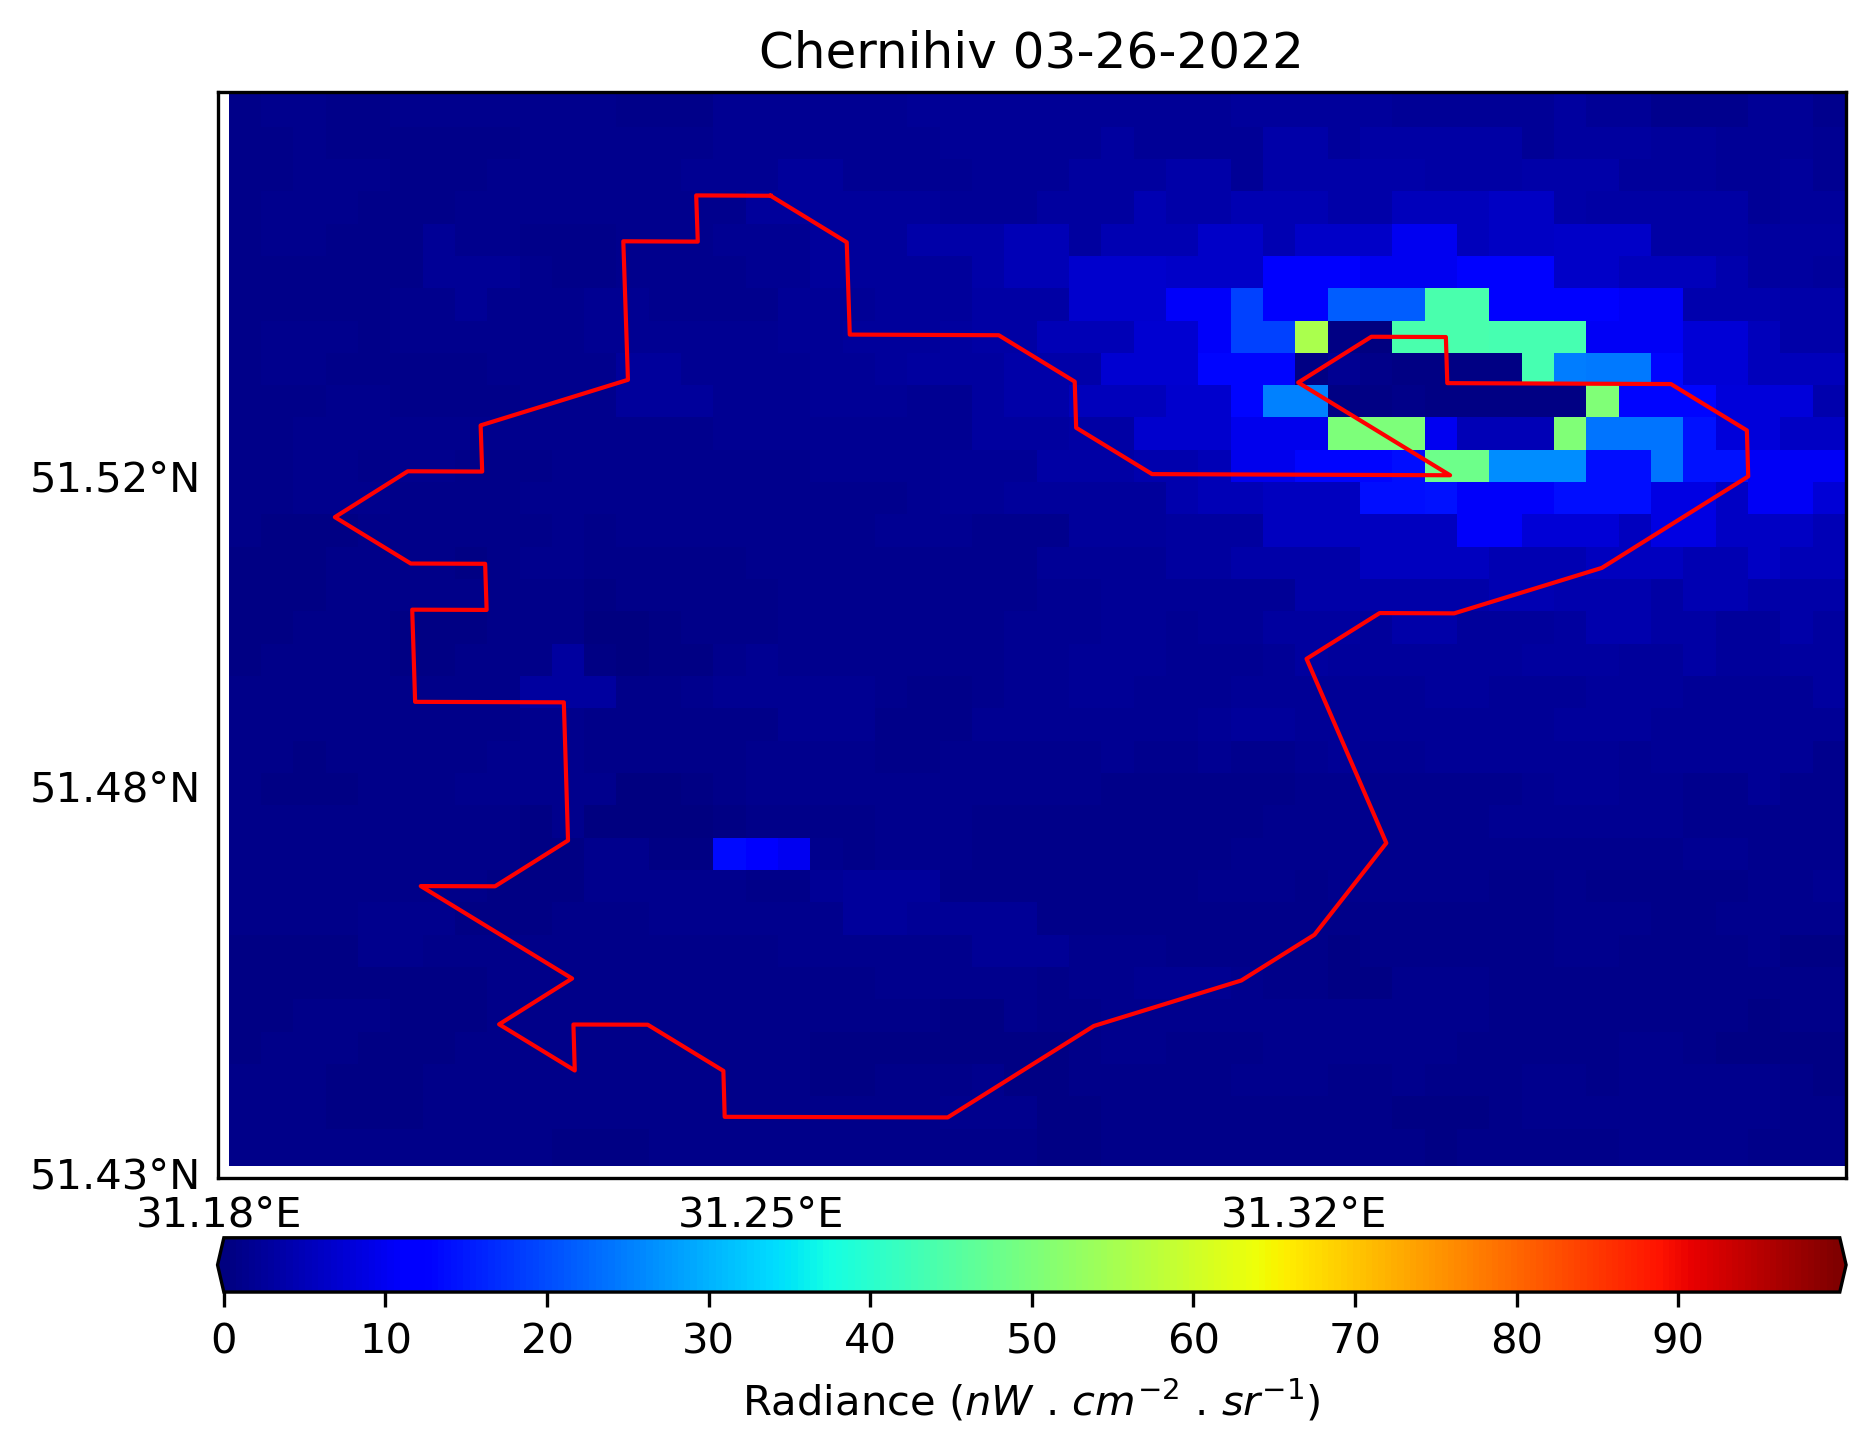 Chernihiv 03-26-2022
51.52°N
51.48°N
51.43°N
31.18°E 31.25°E 31.32°E
0 10 20 30 40 50 60 70 80 90
Radiance (nW . cm⁻² . sr⁻¹)